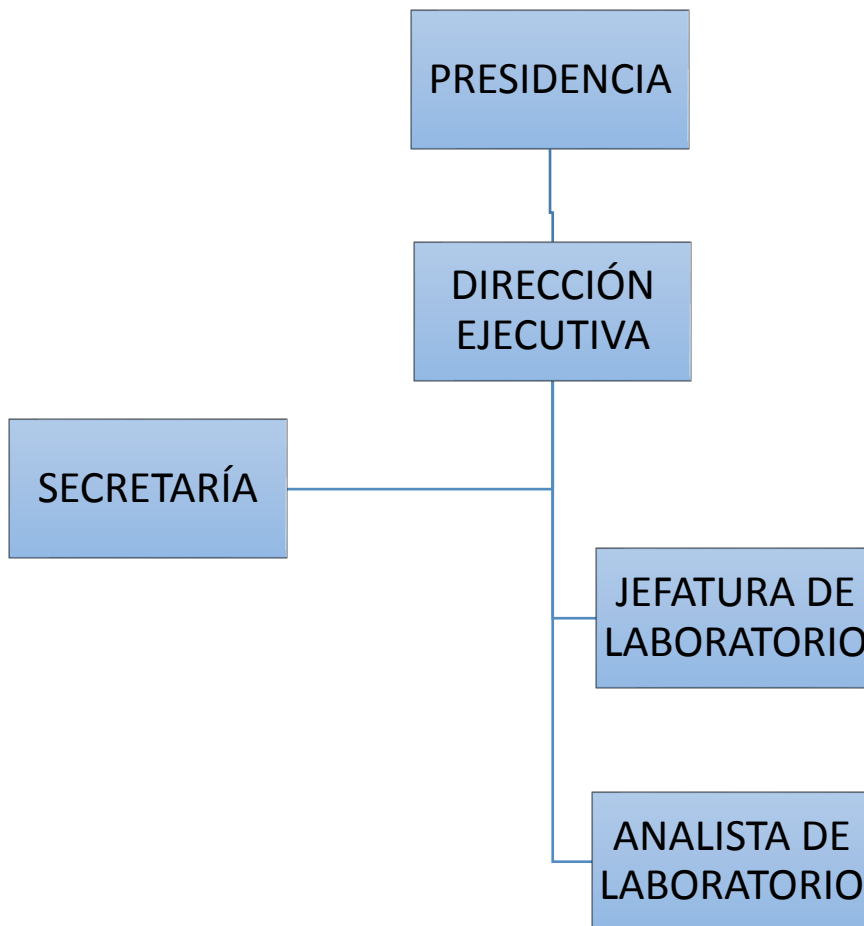 PRESIDENCIA
DIRECCIÓN
EJECUTIVA
SECRETARÍA
JEFATURA DE
LABORATORIO
ANALISTA DE
LABORATORIO